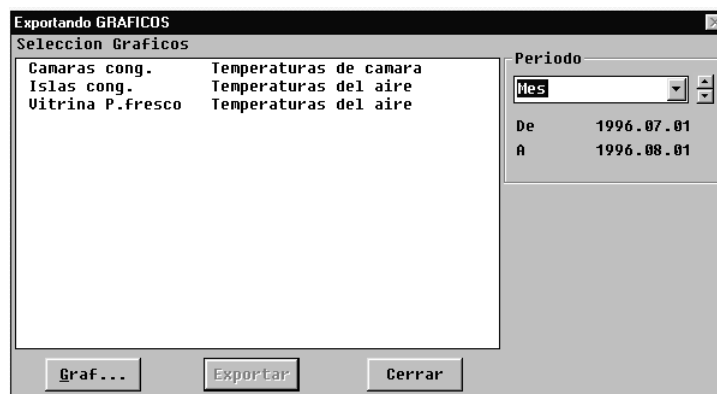 Exportando GRAFICOS
Seleccion Graficos
Camaras cong. Temperaturas de camara
Islas cong. Temperaturas del aire
Vitrina P.fresco Temperaturas del aire
Periodo
Mes
De 1996.07.01
A 1996.08.01
Graf... Exportar Cerrar